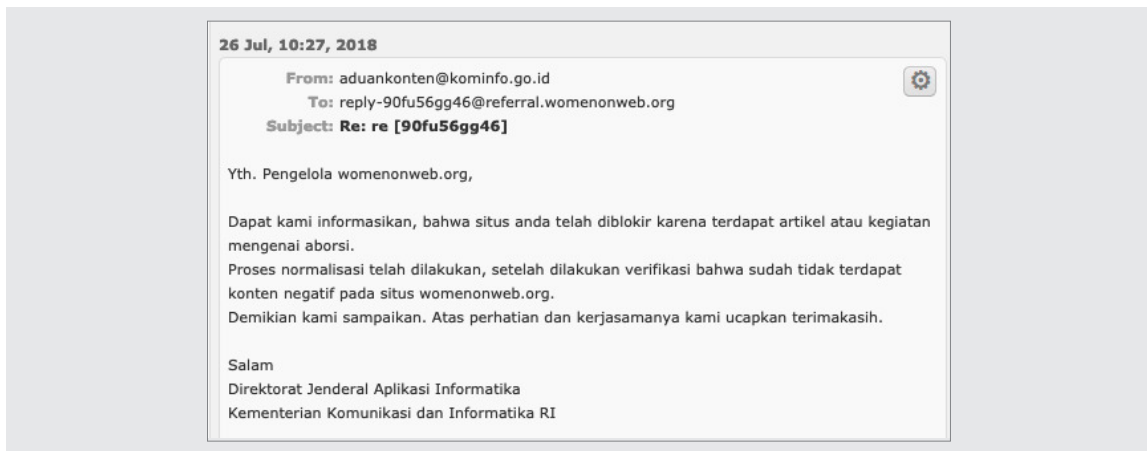 26 Jul, 10:27, 2018
From: aduankonten@kominfo.go.id
To: reply-90fu56gg46@referral.womenonweb.org
Subject: Re: re [90fu56gg46]
Yth. Pengelola womenonweb.org,
Dapat kami informasikan, bahwa situs anda telah diblokir karena terdapat artikel atau kegiatan
mengenai aborsi.
Proses normalisasi telah dilakukan, setelah dilakukan verifikasi bahwa sudah tidak terdapat
konten negatif pada situs womenonweb.org.
Demikian kami sampaikan. Atas perhatian dan kerjasamanya kami ucapkan terimakasih.
Salam
Direktorat Jenderal Aplikasi Informatika
Kementerian Komunikasi dan Informatika RI